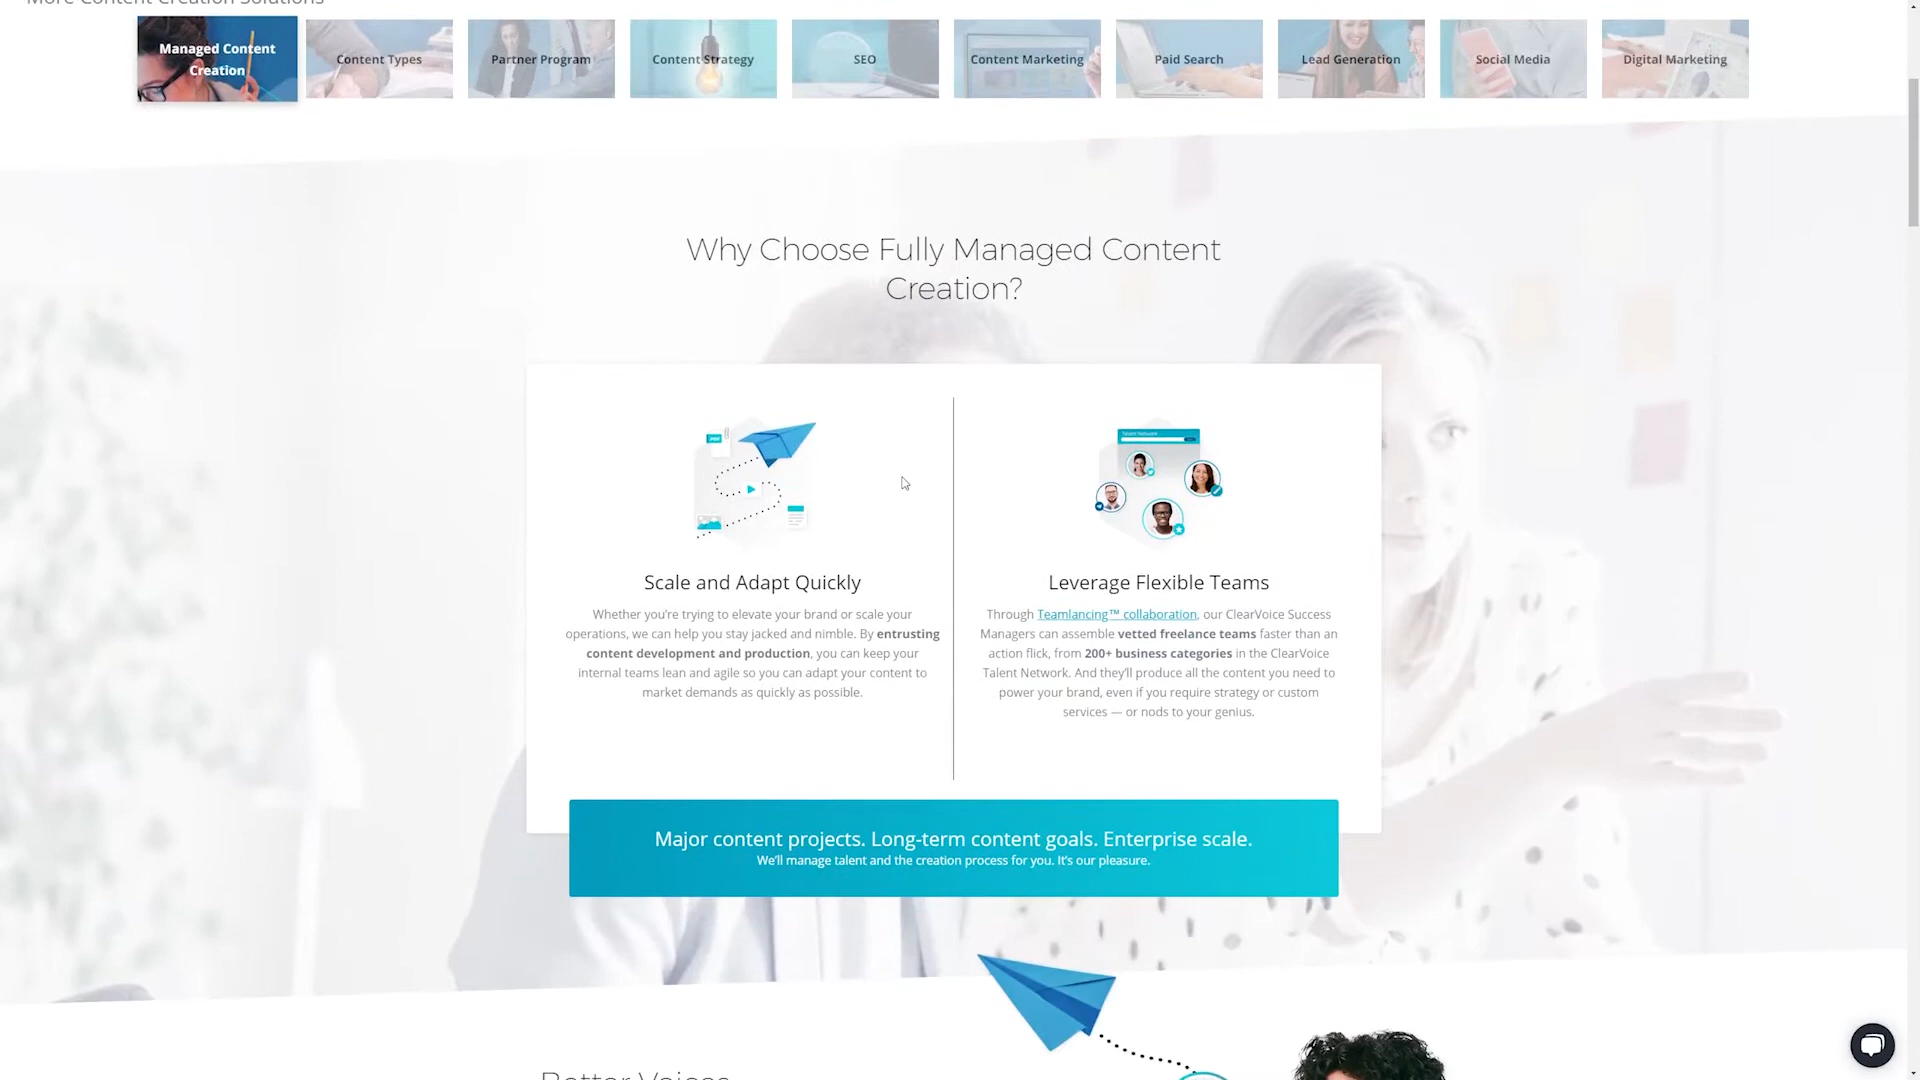 More Content Creation Solutions
Managed Content
Creation
Content Types
Partner Program
Content Strategy
SEO
Content Marketing
Paid Search
Lead Generation
Social Media
Digital Marketing
Why Choose Fully Managed Content
Creation?
Talent Network
Scale and Adapt Quickly
Whether you're trying to elevate your brand or scale your
operations, we can help you stay jacked and nimble. By entrusting
content development and production, you can keep your
internal teams lean and agile so you can adapt your content to
market demands as quickly as possible.
Leverage Flexible Teams
Through Teamlancing™ collaboration, our ClearVoice Success
Managers can assemble vetted freelance teams faster than an
action flick, from 200+ business categories in the ClearVoice
Talent Network. And they'll produce all the content you need to
power your brand, even if you require strategy or custom
services — or nods to your genius.
Major content projects. Long-term content goals. Enterprise scale.
We'll manage talent and the creation process for you. It's our pleasure.
Better Voices